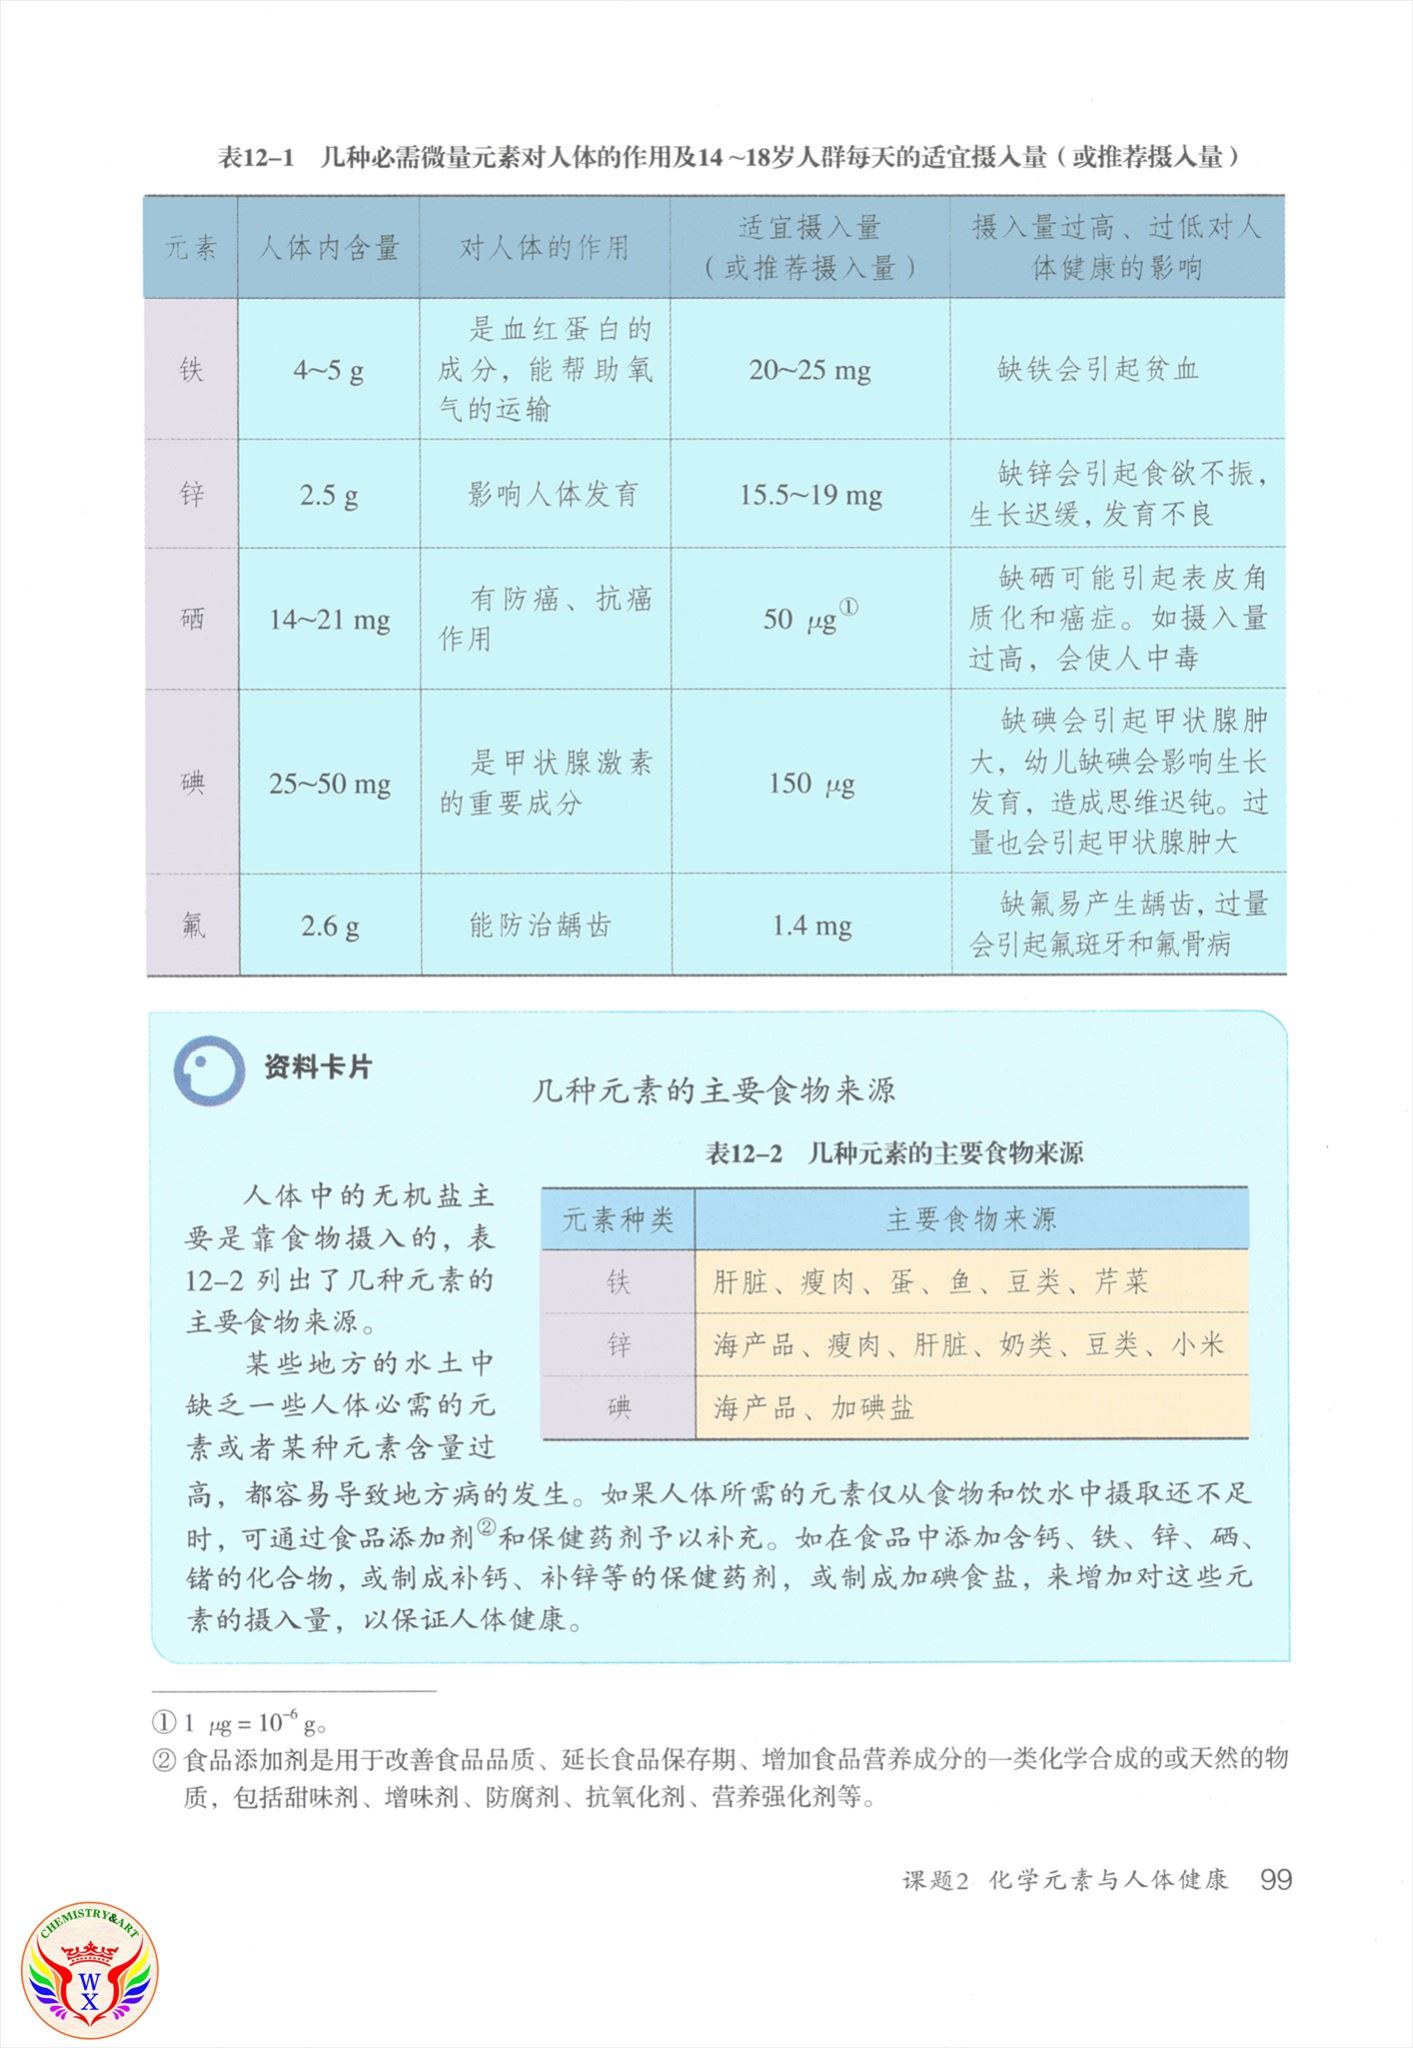 表12-1 几种必需微量元素对人体的作用及14~18岁人群每天的适宜摄入量（或推荐摄入量）
元素 人体内含量 对人体的作用 适宜摄入量（或推荐摄入量） 摄入量过高、过低对人体健康的影响
铁 4~5 g 是血红蛋白的成分，能帮助氧气的运输 20~25 mg 缺铁会引起贫血
锌 2.5 g 影响人体发育 15.5~19 mg 缺锌会引起食欲不振，生长迟缓，发育不良
硒 14~21 mg 有防癌、抗癌作用 50 μg① 缺硒可能引起表皮角质化和癌症。如摄入量过高，会使人中毒
碘 25~50 mg 是甲状腺激素的重要成分 150 μg 缺碘会引起甲状腺肿大，幼儿缺碘会影响生长发育，造成思维迟钝。过量也会引起甲状腺肿大
氟 2.6 g 能防治龋齿 1.4 mg 缺氟易产生龋齿，过量会引起氟斑牙和氟骨病
资料卡片
几种元素的主要食物来源
人体中的无机盐主
要是靠食物摄入的，表
12-2 列出了几种元素的
主要食物来源。
某些地方的水土中
缺乏一些人体必需的元
素或者某种元素含量过
表12-2 几种元素的主要食物来源
元素种类 主要食物来源
铁 肝脏、瘦肉、蛋、鱼、豆类、芹菜
锌 海产品、瘦肉、肝脏、奶类、豆类、小米
碘 海产品、加碘盐
高，都容易导致地方病的发生。如果人体所需的元素仅从食物和饮水中摄取还不足
时，可通过食品添加剂②和保健药剂予以补充。如在食品中添加含钙、铁、锌、硒、
锗的化合物，或制成补钙、补锌等的保健药剂，或制成加碘食盐，来增加对这些元
素的摄入量，以保证人体健康。
① 1 μg = 10⁻⁶ g。
② 食品添加剂是用于改善食品品质、延长食品保存期、增加食品营养成分的一类化学合成的或天然的物
质，包括甜味剂、增味剂、防腐剂、抗氧化剂、营养强化剂等。
课题2 化学元素与人体健康 99
CHEMISTRY&ART
W
X